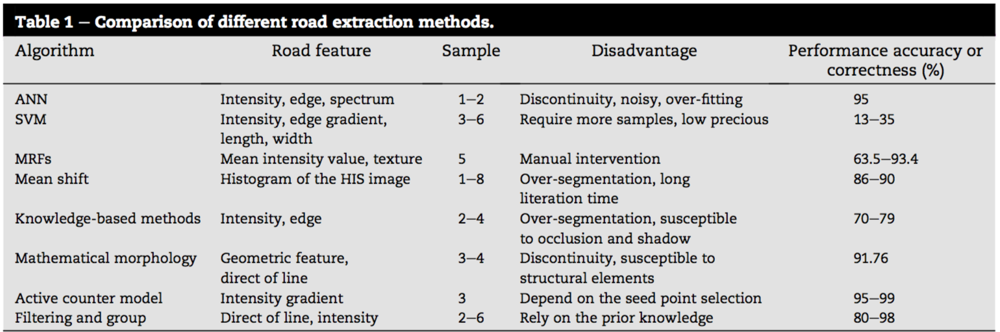 Table 1 – Comparison of different road extraction methods.
Algorithm Road feature Sample Disadvantage Performance accuracy or
correctness (%)
ANN Intensity, edge, spectrum 1–2 Discontinuity, noisy, over-fitting 95
SVM Intensity, edge gradient, 3–6 Require more samples, low precious 13–35
length, width
MRFs Mean intensity value, texture 5 Manual intervention 63.5–93.4
Mean shift Histogram of the HIS image 1–8 Over-segmentation, long 86–90
literation time
Knowledge-based methods Intensity, edge 2–4 Over-segmentation, susceptible 70–79
to occlusion and shadow
Mathematical morphology Geometric feature, 3–4 Discontinuity, susceptible to 91.76
direct of line structural elements
Active counter model Intensity gradient 3 Depend on the seed point selection 95–99
Filtering and group Direct of line, intensity 2–6 Rely on the prior knowledge 80–98